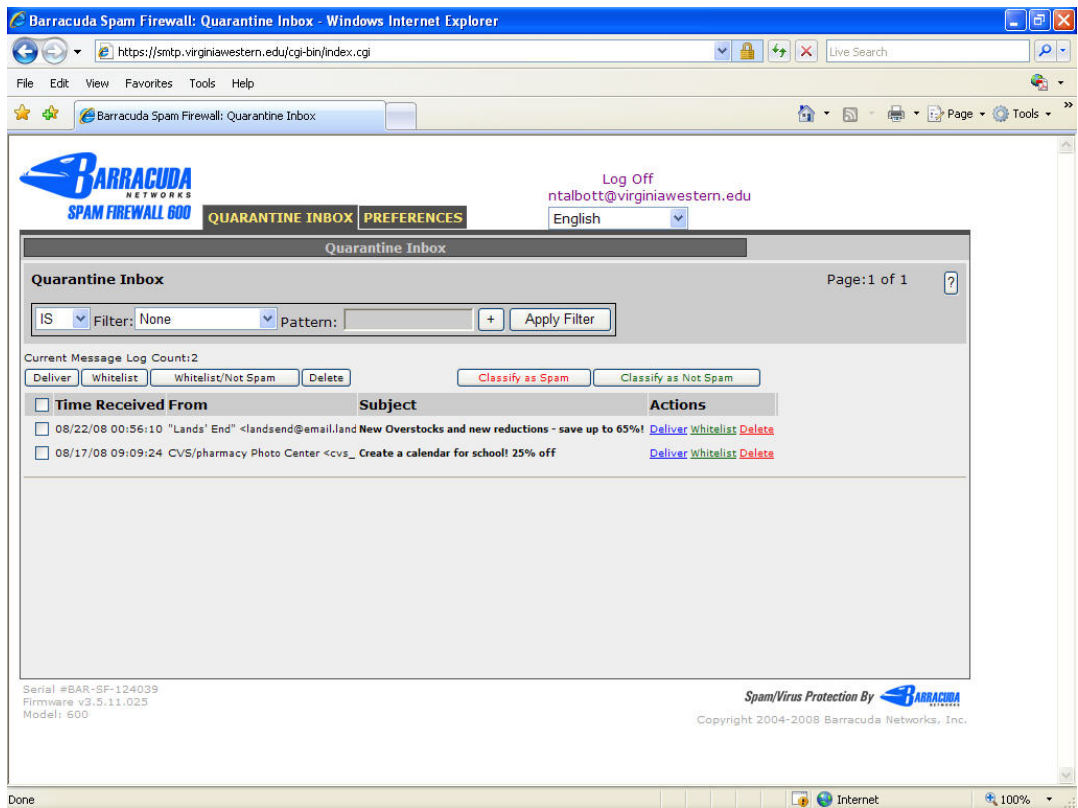 Barracuda Spam Firewall: Quarantine Inbox - Windows Internet Explorer
https://smtp.virginiawestern.edu/cgi-bin/index.cgi
Live Search
File Edit View Favorites Tools Help
Barracuda Spam Firewall: Quarantine Inbox
Page Tools »
BARRACUDA
NETWORKS
SPAM FIREWALL 600
QUARANTINE INBOX PREFERENCES
Log Off
ntalbott@virginiawestern.edu
English
Quarantine Inbox
Quarantine Inbox Page:1 of 1 ?
IS Filter: None Pattern: + Apply Filter
Current Message Log Count:2
Deliver Whitelist Whitelist/Not Spam Delete Classify as Spam Classify as Not Spam
Time Received From Subject Actions
08/22/08 00:56:10 "Lands' End" <landsend@email.land New Overstocks and new reductions - save up to 65%! Deliver Whitelist Delete
08/17/08 09:09:24 CVS/pharmacy Photo Center <cvs_ Create a calendar for school! 25% off Deliver Whitelist Delete
Serial #BAR-SF-124039
Firmware v3.5.11.025
Model: 600
Spam/Virus Protection By BARRACUDA
NETWORKS
Copyright 2004-2008 Barracuda Networks, Inc.
Done Internet 100%